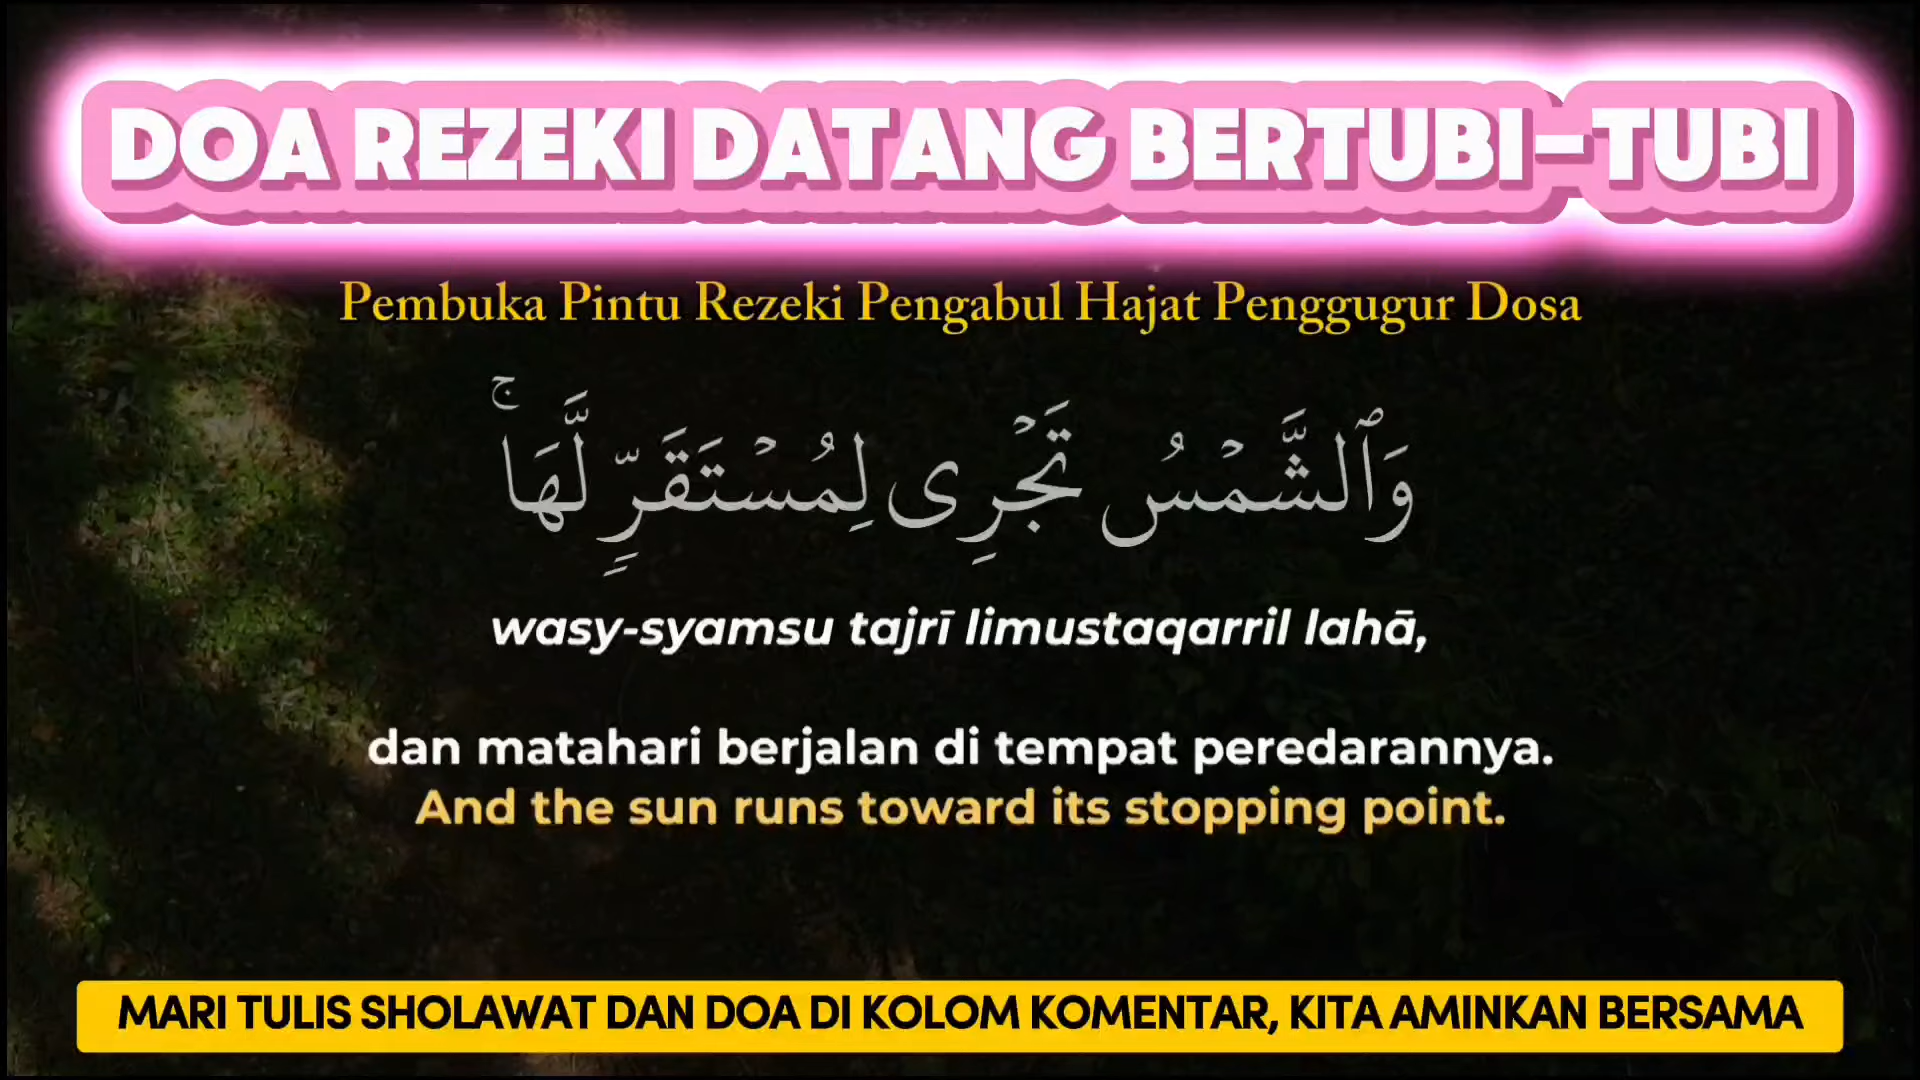 DOA REZEKI DATANG BERTUBI-TUBI
Pembuka Pintu Rezeki Pengabul Hajat Penggugur Dosa
وَٱلشَّمْسُ تَجْرِى لِمُسْتَقَرٍّ لَّهَا ۚ
wasy-syamsu tajrī limustaqarril lahā,
dan matahari berjalan di tempat peredarannya.
And the sun runs toward its stopping point.
MARI TULIS SHOLAWAT DAN DOA DI KOLOM KOMENTAR, KITA AMINKAN BERSAMA